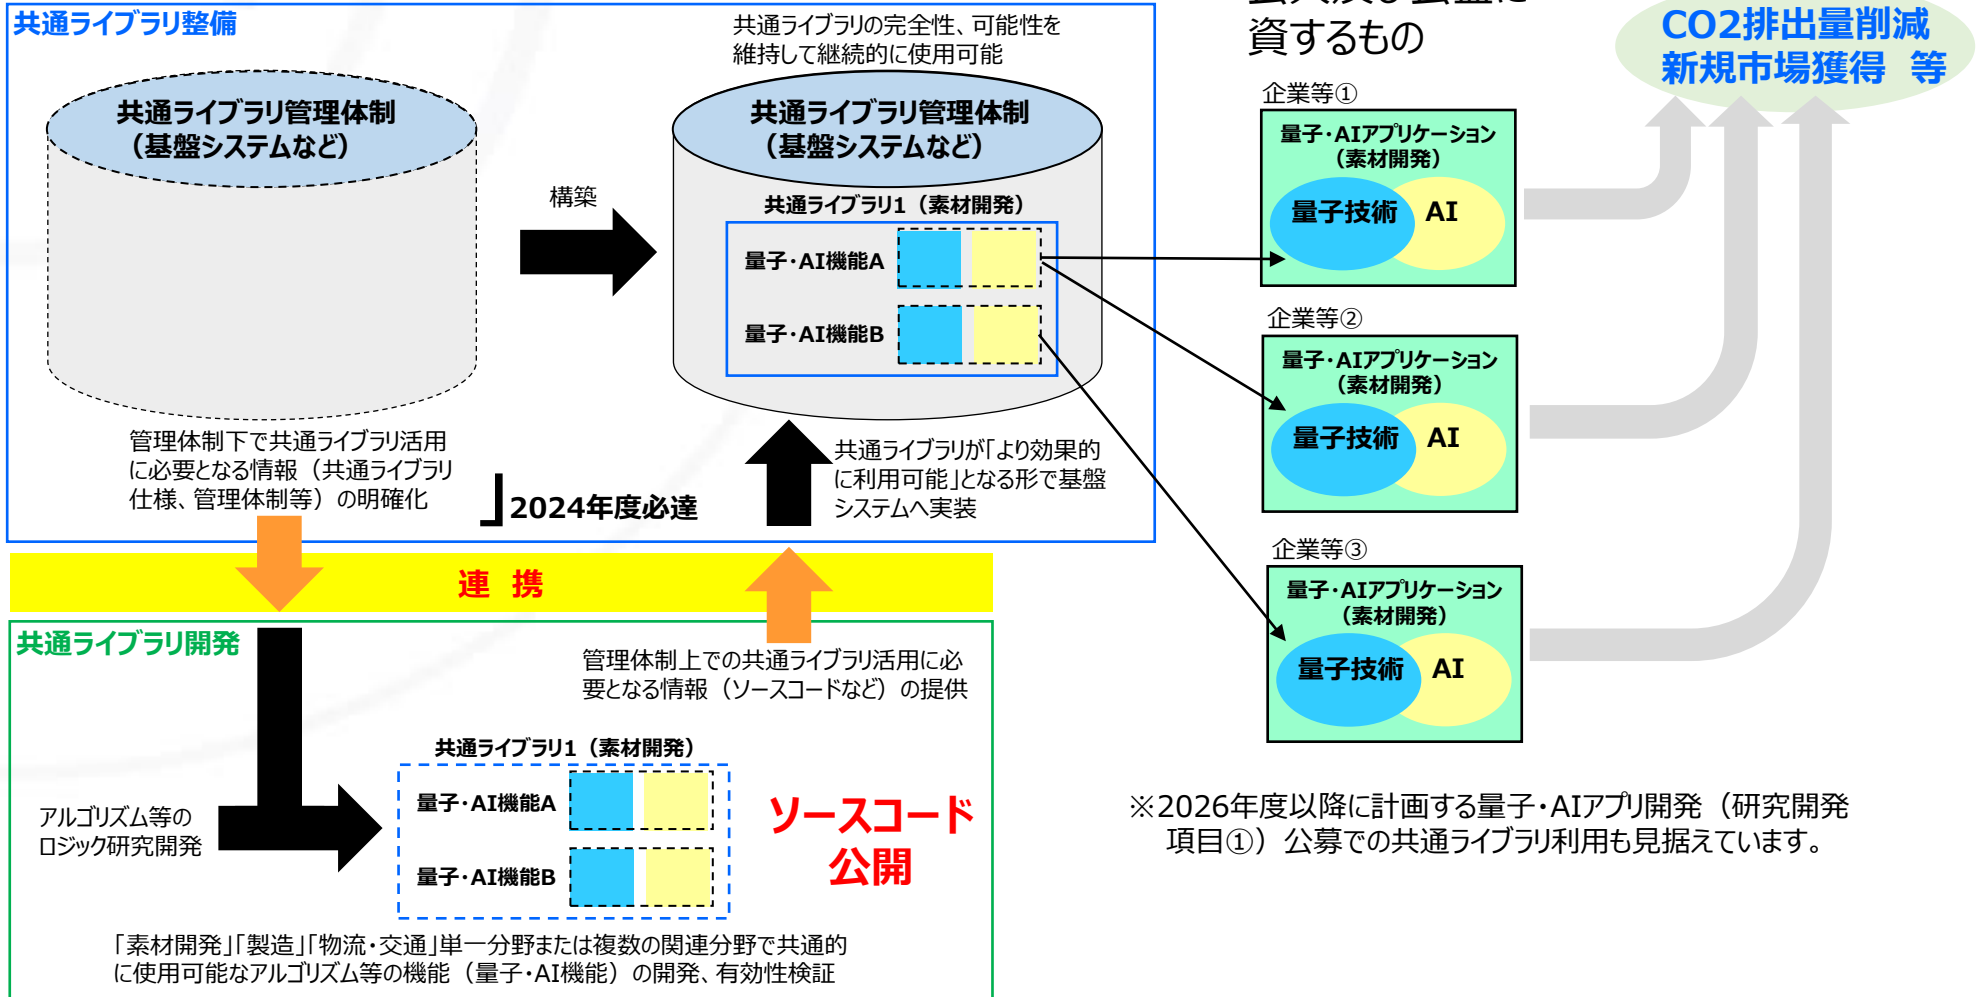 共通ライブラリ整備
共通ライブラリの完全性、可能性を
維持して継続的に使用可能
共通ライブラリ管理体制
（基盤システムなど）
構築
共通ライブラリ管理体制
（基盤システムなど）
共通ライブラリ1（素材開発）
量子・AI機能A
量子・AI機能B
管理体制下で共通ライブラリ活用
に必要となる情報（共通ライブラリ
仕様、管理体制等）の明確化
2024年度必達
共通ライブラリが「より効果的
に利用可能」となる形で基盤
システムへ実装
連 携
共通ライブラリ開発
管理体制上での共通ライブラリ活用に必
要となる情報（ソースコードなど）の提供
アルゴリズム等の
ロジック研究開発
共通ライブラリ1（素材開発）
量子・AI機能A
量子・AI機能B
ソースコード
公開
「素材開発」「製造」「物流・交通」単一分野または複数の関連分野で共通的
に使用可能なアルゴリズム等の機能（量子・AI機能）の開発、有効性検証
資するもの
CO2排出量削減
新規市場獲得 等
企業等①
量子・AIアプリケーション
（素材開発）
量子技術 AI
企業等②
量子・AIアプリケーション
（素材開発）
量子技術 AI
企業等③
量子・AIアプリケーション
（素材開発）
量子技術 AI
※2026年度以降に計画する量子・AIアプリ開発（研究開発
項目①）公募での共通ライブラリ利用も見据えています。